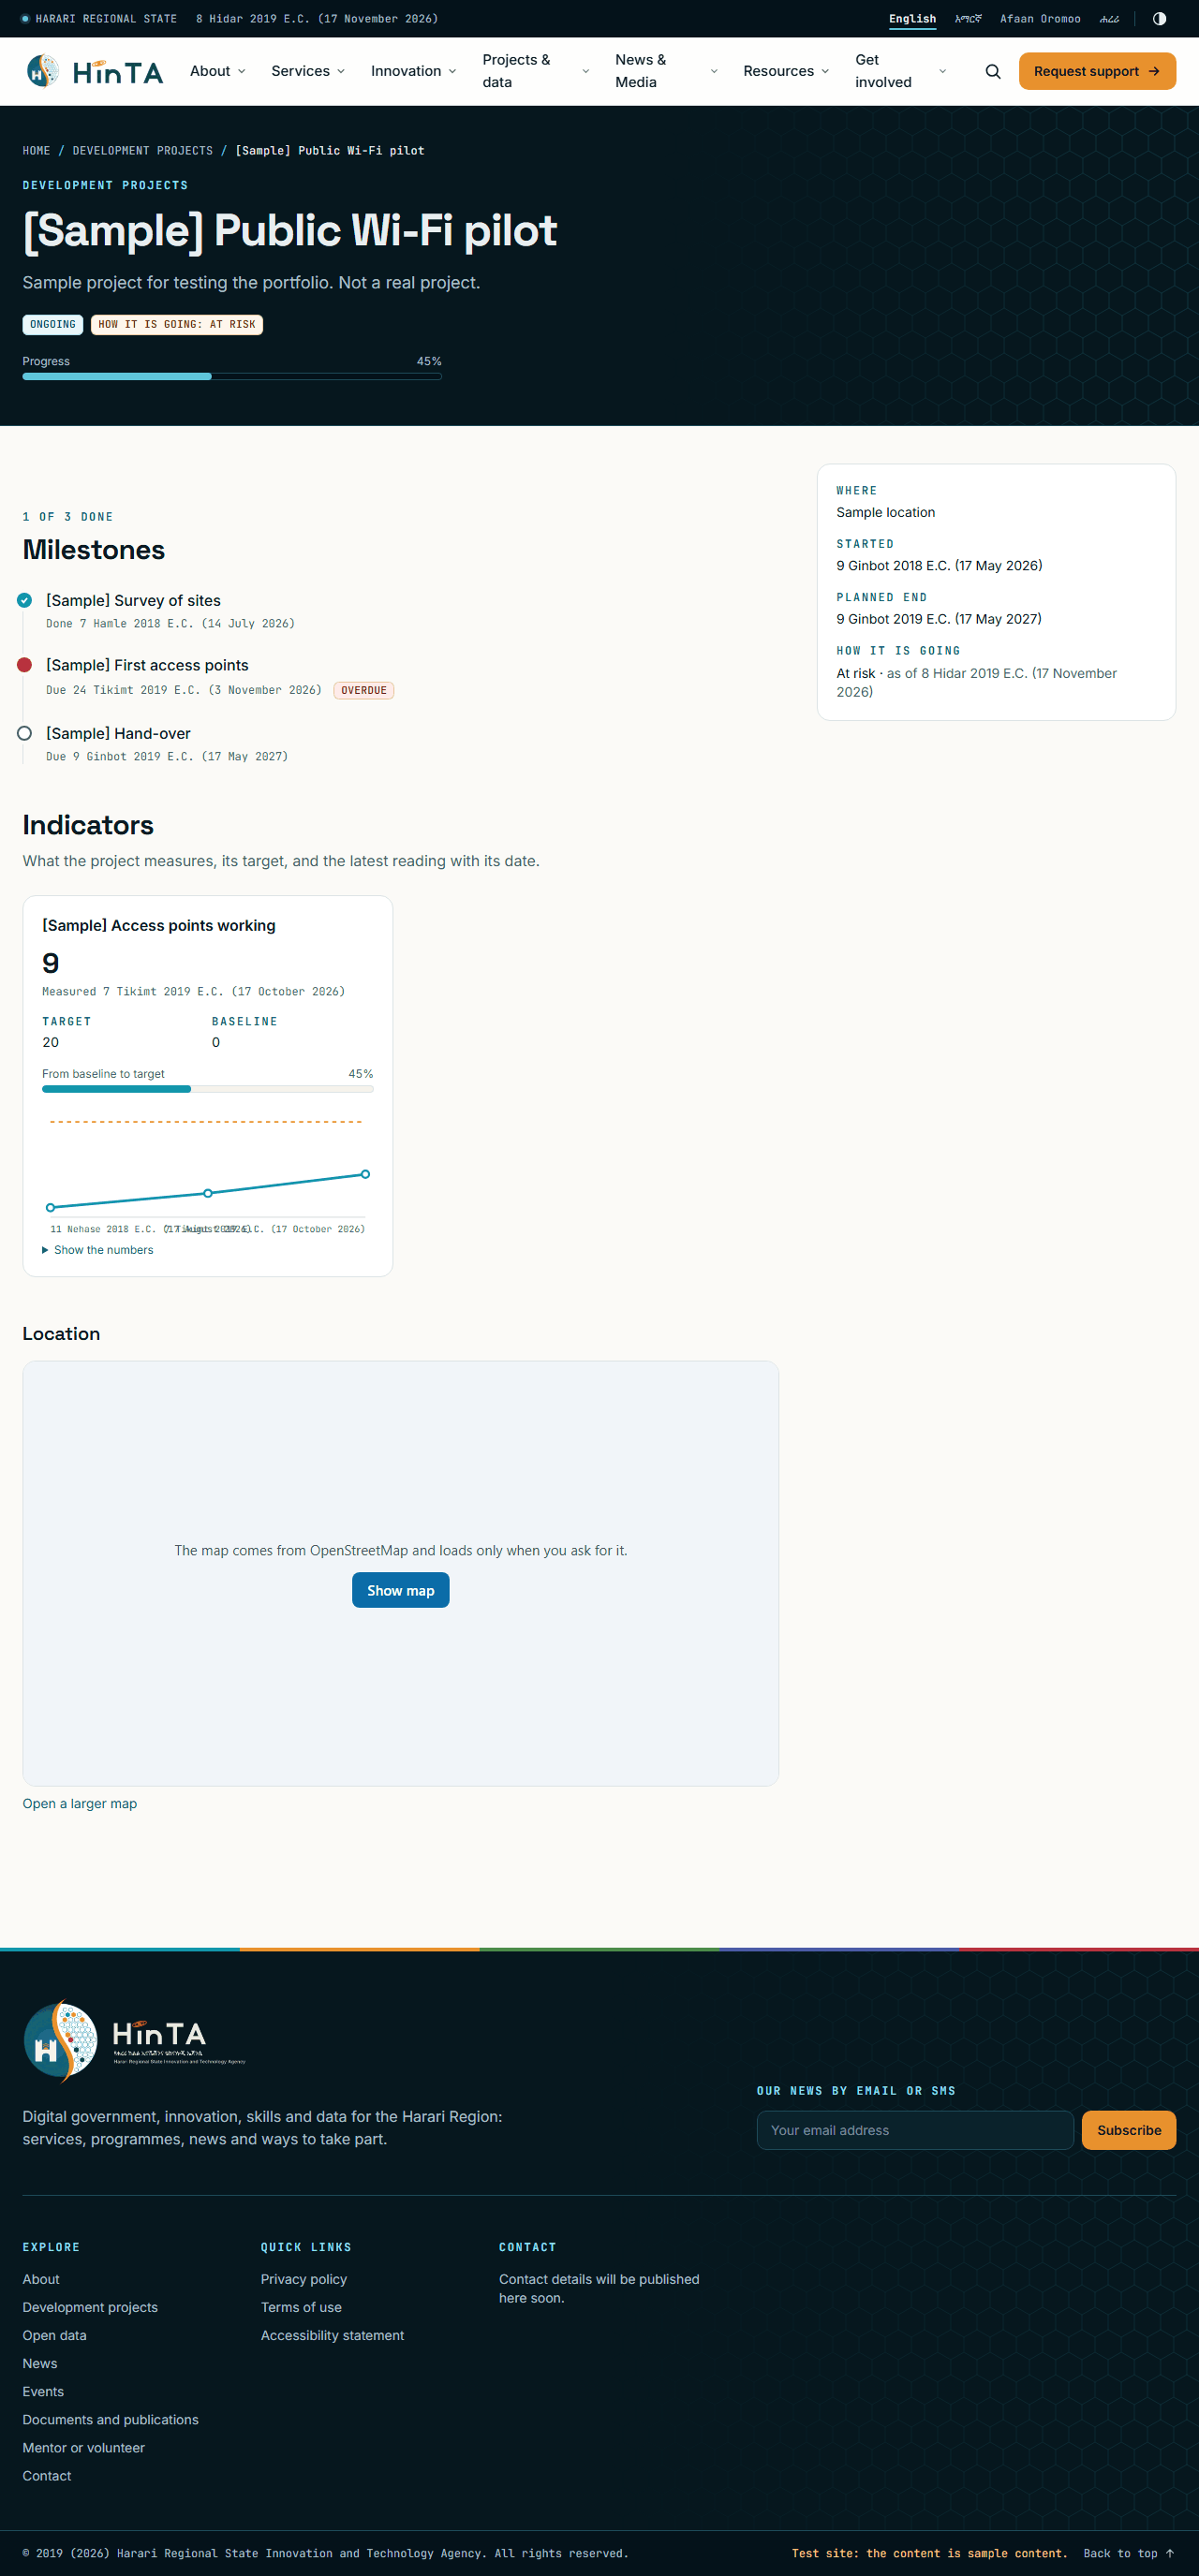 HARARI REGIONAL STATE 8 Hidar 2019 E.C. (17 November 2026)
English አማርኛ Afaan Oromoo ሐረሪ
HinTA
About
Services
Innovation
Projects & data
News & Media
Resources
Get involved
Request support →
HOME / DEVELOPMENT PROJECTS / [Sample] Public Wi-Fi pilot
DEVELOPMENT PROJECTS
[Sample] Public Wi-Fi pilot
Sample project for testing the portfolio. Not a real project.
ONGOING
HOW IT IS GOING: AT RISK
Progress 45%
1 OF 3 DONE
Milestones
[Sample] Survey of sites
Done 7 Hamle 2018 E.C. (14 July 2026)
[Sample] First access points
Due 24 Tikimt 2019 E.C. (3 November 2026) OVERDUE
[Sample] Hand-over
Due 9 Ginbot 2019 E.C. (17 May 2027)
WHERE
Sample location
STARTED
9 Ginbot 2018 E.C. (17 May 2026)
PLANNED END
9 Ginbot 2019 E.C. (17 May 2027)
HOW IT IS GOING
At risk · as of 8 Hidar 2019 E.C. (17 November
2026)
Indicators
What the project measures, its target, and the latest reading with its date.
[Sample] Access points working
9
Measured 7 Tikimt 2019 E.C. (17 October 2026)
TARGET BASELINE
20 0
From baseline to target 45%
11 Nehase 2018 E.C. (17 October 2026)
▶ Show the numbers
Location
The map comes from OpenStreetMap and loads only when you ask for it.
Show map
Open a larger map
HinTA
Harari Regional State Innovation and Technology Agency
Digital government, innovation, skills and data for the Harari Region:
services, programmes, news and ways to take part.
OUR NEWS BY EMAIL OR SMS
Your email address
Subscribe
EXPLORE
About
Development projects
Open data
News
Events
Documents and publications
Mentor or volunteer
Contact
QUICK LINKS
Privacy policy
Terms of use
Accessibility statement
CONTACT
Contact details will be published
here soon.
© 2019 (2026) Harari Regional State Innovation and Technology Agency. All rights reserved.
Test site: the content is sample content. Back to top ↑